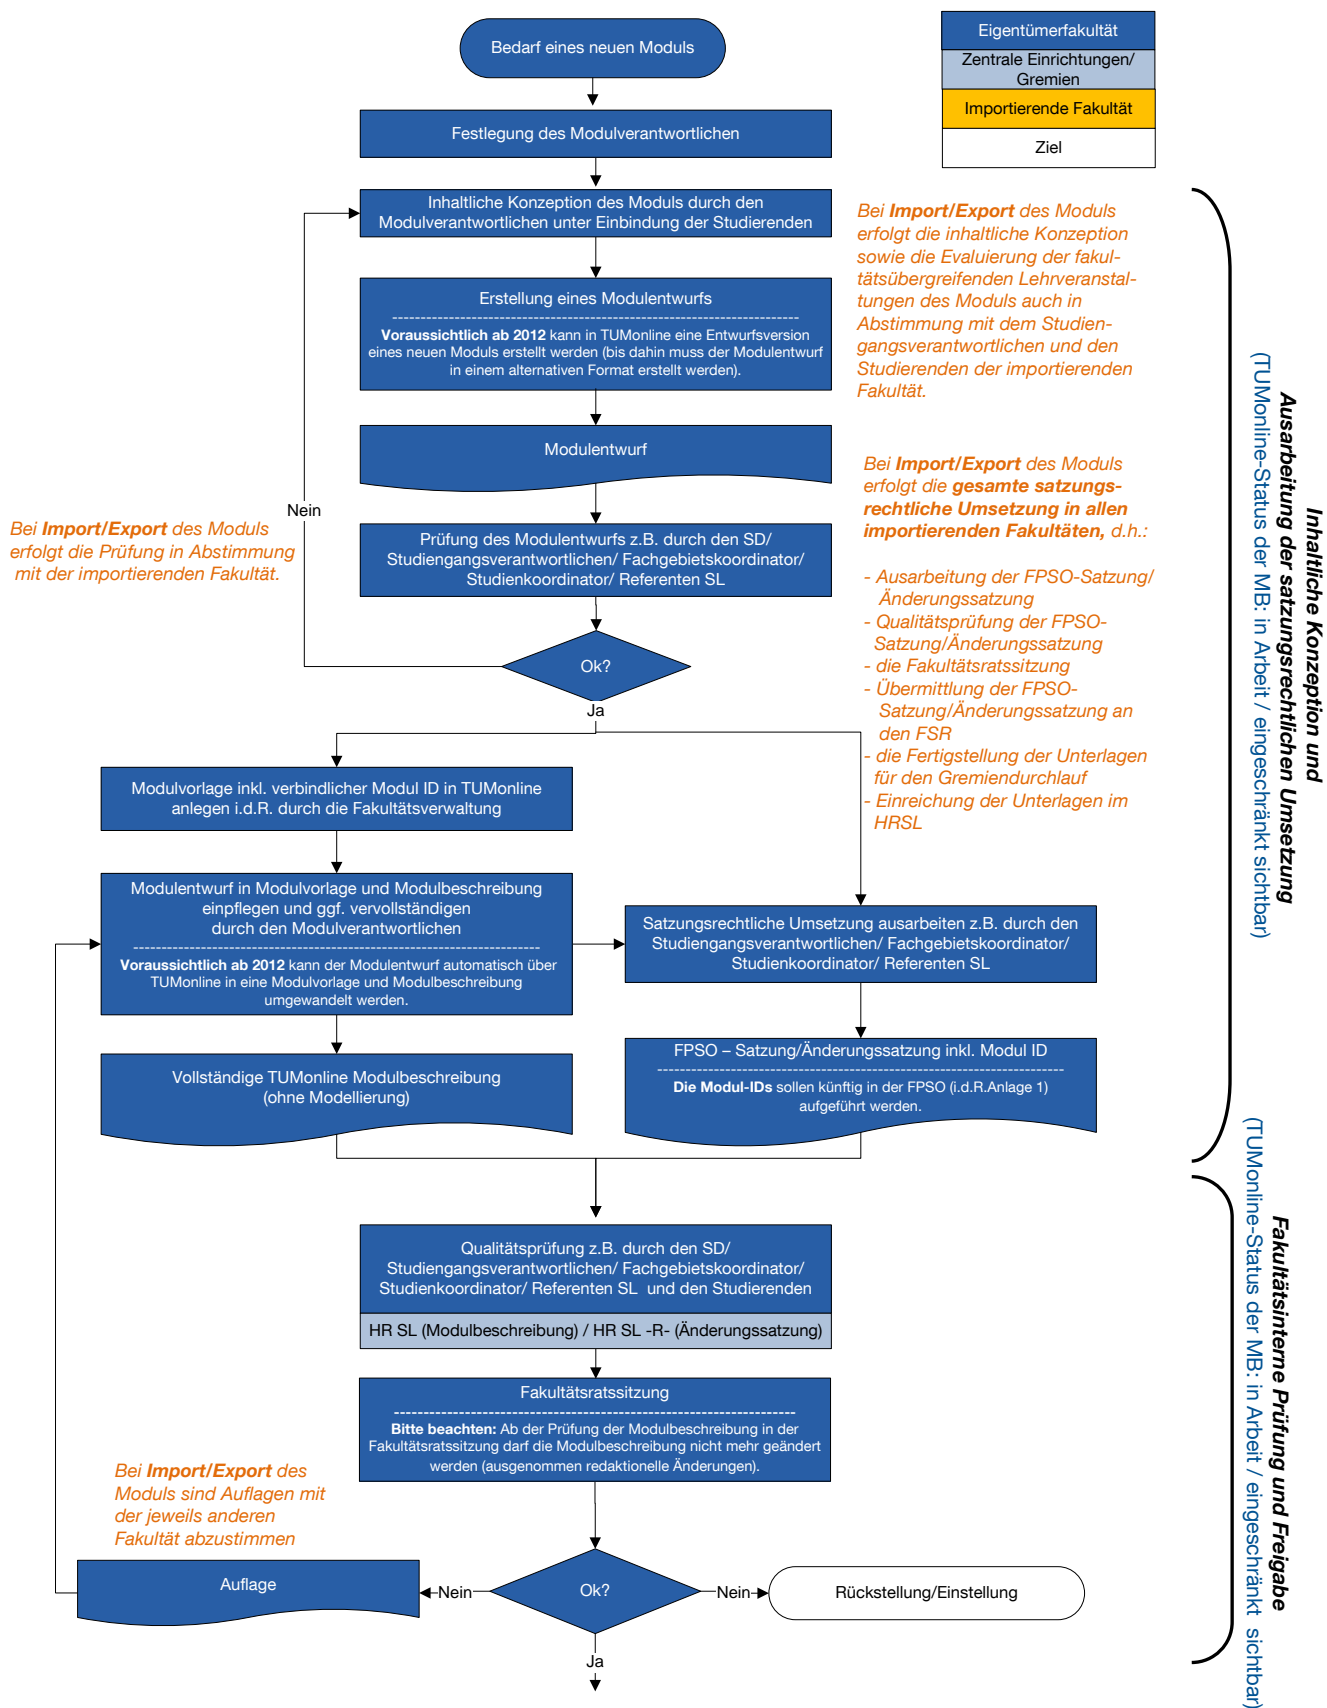 Bedarf eines neuen Moduls
Eigentümerfakultät
Zentrale Einrichtungen/
Gremien
Importierende Fakultät
Ziel
Festlegung des Modulverantwortlichen
Inhaltliche Konzeption des Moduls durch den
Modulverantwortlichen unter Einbindung der Studierenden
Bei Import/Export des Moduls
erfolgt die inhaltliche Konzeption
sowie die Evaluierung der fakul-
tätsübergreifenden Lehrveranstal-
tungen des Moduls auch in
Abstimmung mit dem Studien-
gangsverantwortlichen und den
Studierenden der importierenden
Fakultät.
Erstellung eines Modulentwurfs
Voraussichtlich ab 2012 kann in TUMonline eine Entwurfsversion
eines neuen Moduls erstellt werden (bis dahin muss der Modulentwurf
in einem alternativen Format erstellt werden).
Modulentwurf
Nein
Bei Import/Export des Moduls
erfolgt die Prüfung in Abstimmung
mit der importierenden Fakultät.
Prüfung des Modulentwurfs z.B. durch den SD/
Studiengangsverantwortlichen/ Fachgebietskoordinator/
Studienkoordinator/ Referenten SL
Bei Import/Export des Moduls
erfolgt die gesamte satzungs-
rechtliche Umsetzung in allen
importierenden Fakultäten, d.h.:
- Ausarbeitung der FPSO-Satzung/
Änderungssatzung
- Qualitätsprüfung der FPSO-
Satzung/Änderungssatzung
- die Fakultätsratssitzung
- Übermittlung der FPSO-
Satzung/Änderungssatzung an
den FSR
- die Fertigstellung der Unterlagen
für den Gremiendurchlauf
- Einreichung der Unterlagen im
HRSL
Ok?
Ja
Modulvorlage inkl. verbindlicher Modul ID in TUMonline
anlegen i.d.R. durch die Fakultätsverwaltung
Modulentwurf in Modulvorlage und Modulbeschreibung
einpflegen und ggf. vervollständigen
durch den Modulverantwortlichen
Voraussichtlich ab 2012 kann der Modulentwurf automatisch über
TUMonline in eine Modulvorlage und Modulbeschreibung
umgewandelt werden.
Satzungsrechtliche Umsetzung ausarbeiten z.B. durch den
Studiengangsverantwortlichen/ Fachgebietskoordinator/
Studienkoordinator/ Referenten SL
Vollständige TUMonline Modulbeschreibung
(ohne Modellierung)
FPSO – Satzung/Änderungssatzung inkl. Modul ID
Die Modul-IDs sollen künftig in der FPSO (i.d.R.Anlage 1)
aufgeführt werden.
Inhaltliche Konzeption und
Ausarbeitung der satzungsrechtlichen Umsetzung
(TUMonline-Status der MB: in Arbeit / eingeschränkt sichtbar)
Qualitätsprüfung z.B. durch den SD/
Studiengangsverantwortlichen/ Fachgebietskoordinator/
Studienkoordinator/ Referenten SL und den Studierenden
HR SL (Modulbeschreibung) / HR SL -R- (Änderungssatzung)
Fakultätsratssitzung
Bitte beachten: Ab der Prüfung der Modulbeschreibung in der
Fakultätsratssitzung darf die Modulbeschreibung nicht mehr geändert
werden (ausgenommen redaktionelle Änderungen).
Bei Import/Export des
Moduls sind Auflagen mit
der jeweils anderen
Fakultät abzustimmen
Auflage
Nein
Ok?
Nein
Rückstellung/Einstellung
Ja
Fakultätsinterne Prüfung und Freigabe
(TUMonline-Status der MB: in Arbeit / eingeschränkt sichtbar)